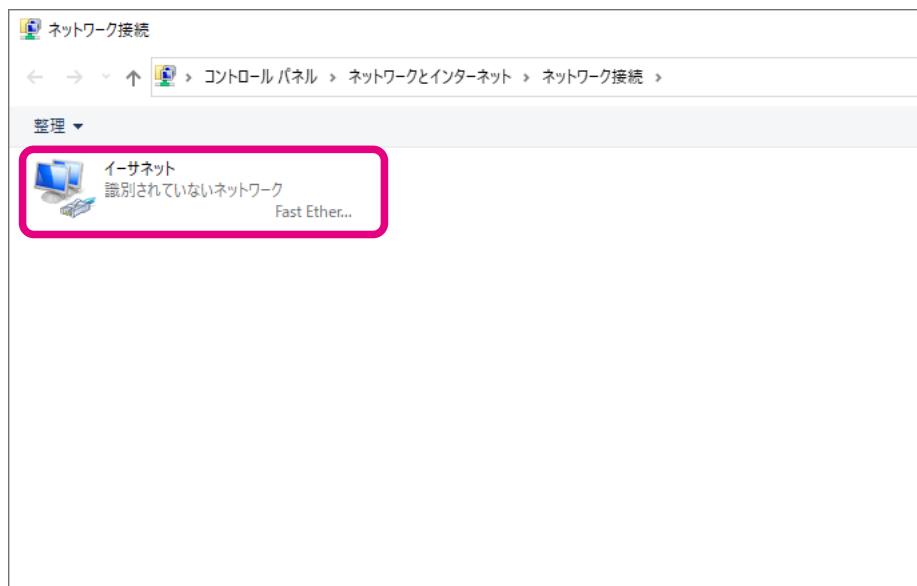 ネットワーク接続
コントロール パネル › ネットワークとインターネット › ネットワーク接続 ›
整理
イーサネット
識別されていないネットワーク
Fast Ether...